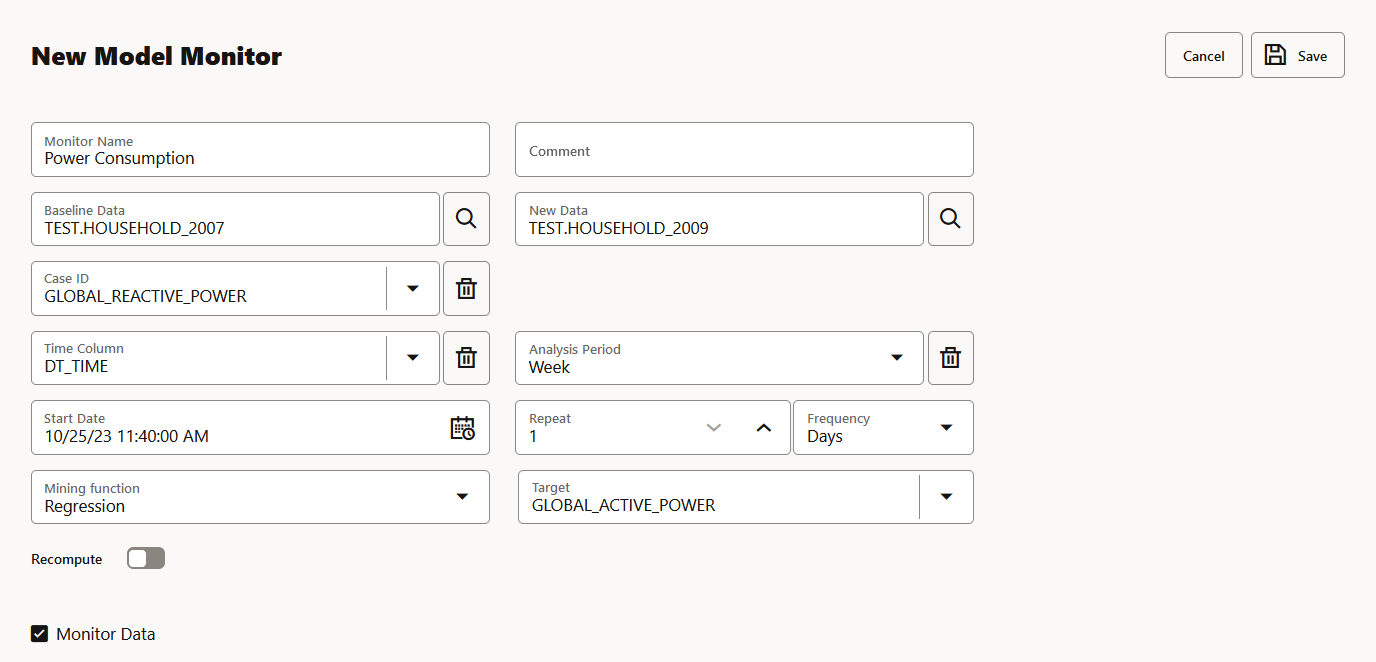 New Model Monitor
Cancel
Save
Monitor Name
Power Consumption
Comment
Baseline Data
TEST.HOUSEHOLD_2007
New Data
TEST.HOUSEHOLD_2009
Case ID
GLOBAL_REACTIVE_POWER
Time Column
DT_TIME
Analysis Period
Week
Start Date
10/25/23 11:40:00 AM
Repeat
1
Frequency
Days
Mining function
Regression
Target
GLOBAL_ACTIVE_POWER
Recompute
Monitor Data